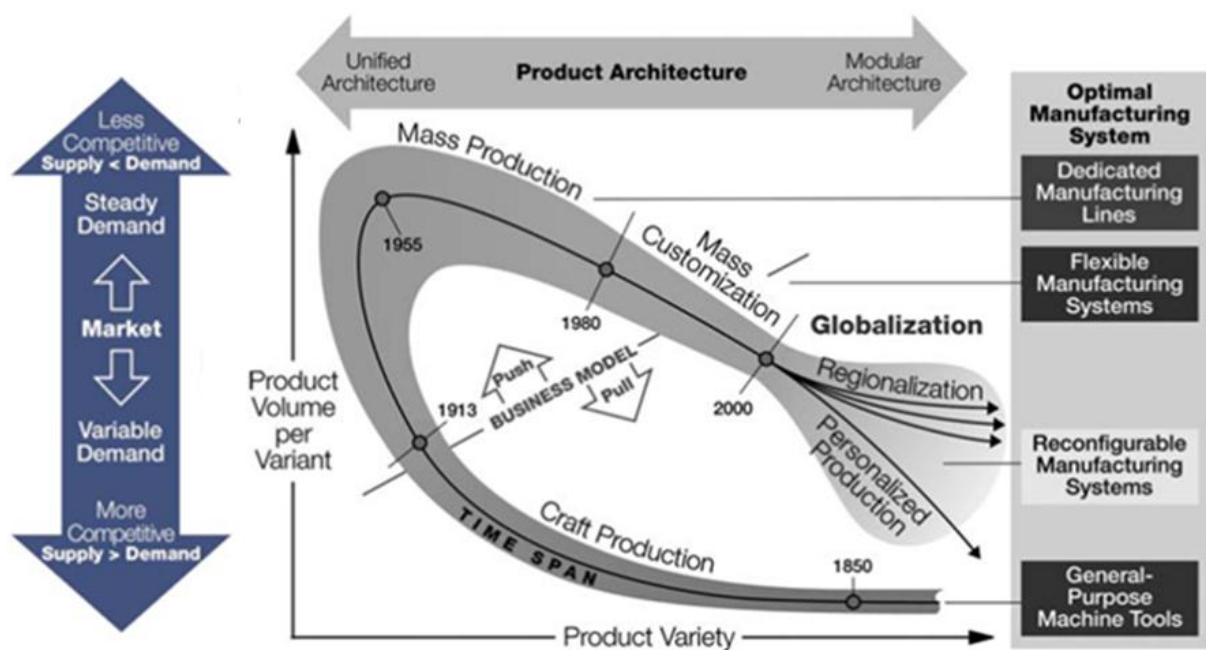 Unified
Architecture
Product Architecture
Modular
Architecture
Less
Competitive
Supply < Demand
Steady
Demand
Market
Variable
Demand
More
Competitive
Supply > Demand
Product
Volume
per
Variant
Mass Production
1955
Mass
Customization
1980
Globalization
Push
BUSINESS MODEL
Pull
2000
Regionalization
1913
Personalized
Production
Craft Production
TIME SPAN
1850
Product Variety
Optimal
Manufacturing
System
Dedicated
Manufacturing
Lines
Flexible
Manufacturing
Systems
Reconfigurable
Manufacturing
Systems
General-
Purpose
Machine Tools